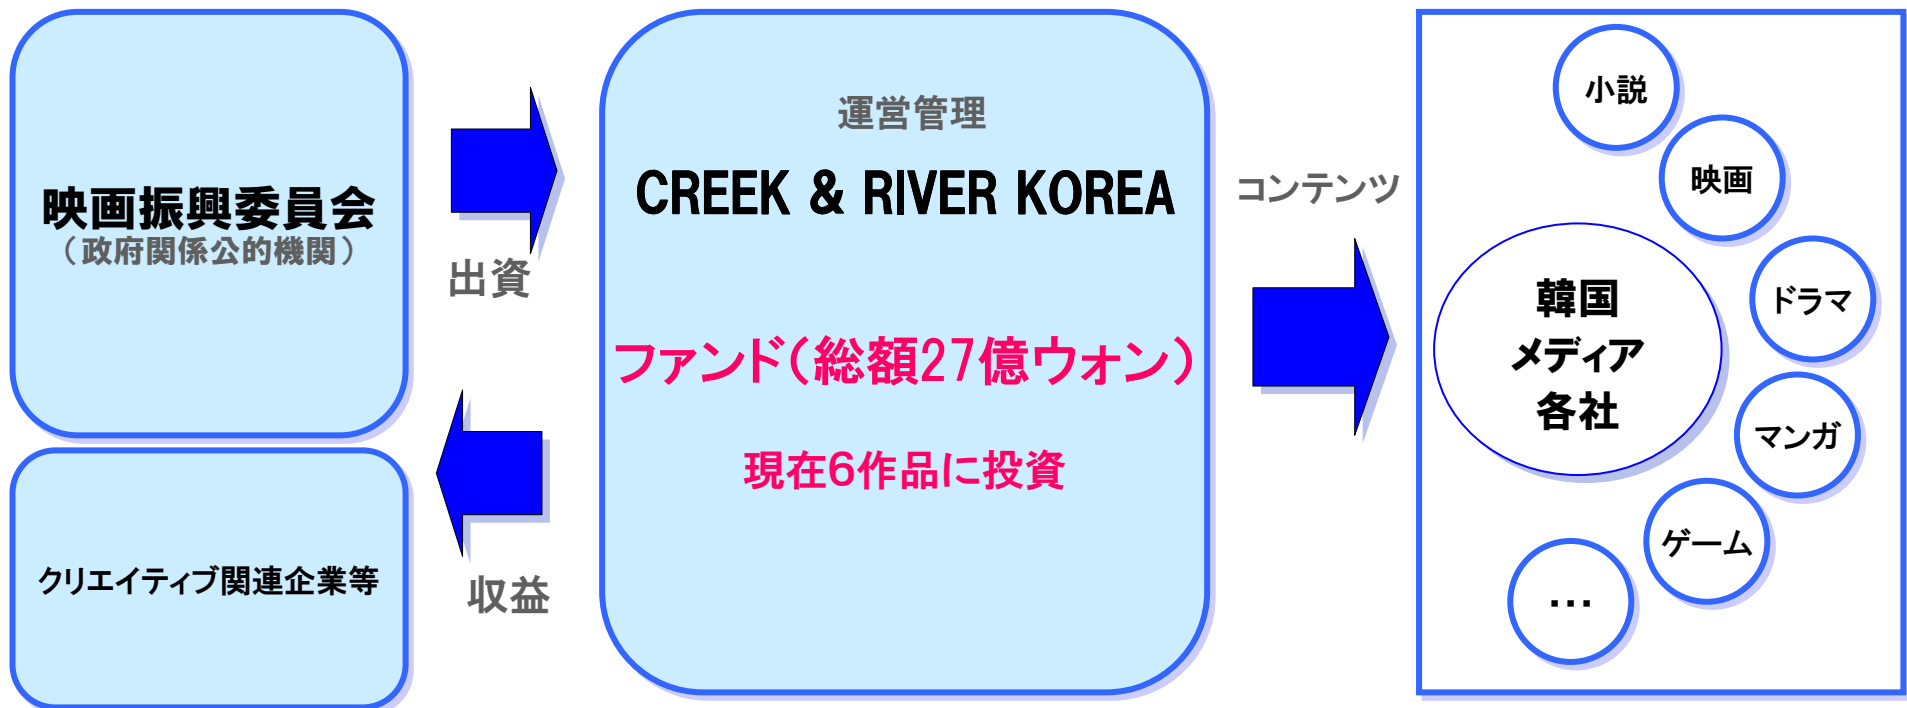 映画振興委員会
（政府関係公的機関）
クリエイティブ関連企業等
出資
収益
運営管理
CREEK & RIVER KOREA
ファンド（総額27億ウォン）
現在6作品に投資
コンテンツ
韓国
メディア
各社
小説
映画
ドラマ
マンガ
ゲーム
…